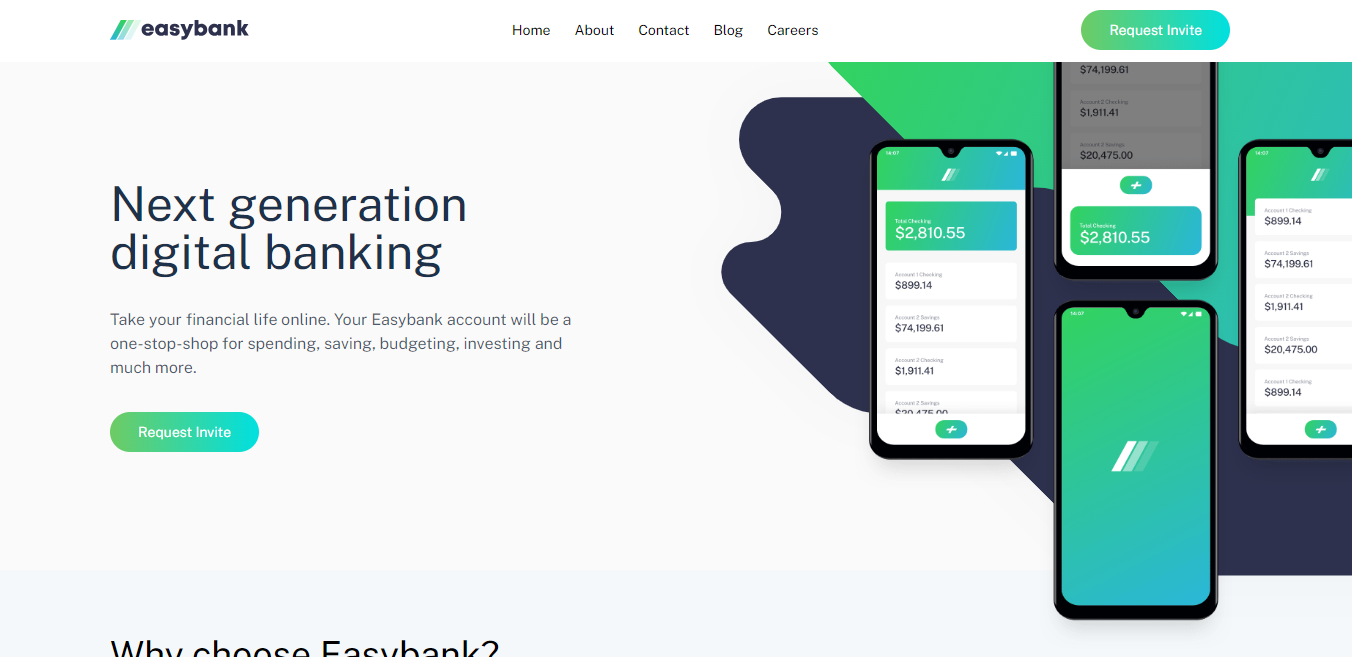 easybank
Home
About
Contact
Blog
Careers
Request Invite
Next generation
digital banking
Take your financial life online. Your Easybank account will be a
one-stop-shop for spending, saving, budgeting, investing and
much more.
Request Invite
14:07
Total Checking
$2,810.55
Account 1 Checking
$899.14
Account 2 Savings
$74,199.61
Account 2 Checking
$1,911.41
Account 2 Savings
$20,475.00
$74,199.61
Account 2 Checking
$1,911.41
Account 2 Savings
$20,475.00
Total Checking
$2,810.55
14:07
14:07
Account 1 Checking
$899.14
Account 2 Savings
$74,199.61
Account 2 Checking
$1,911.41
Account 2 Savings
$20,475.00
Account 1 Checking
$899.14
Why choose Easybank?